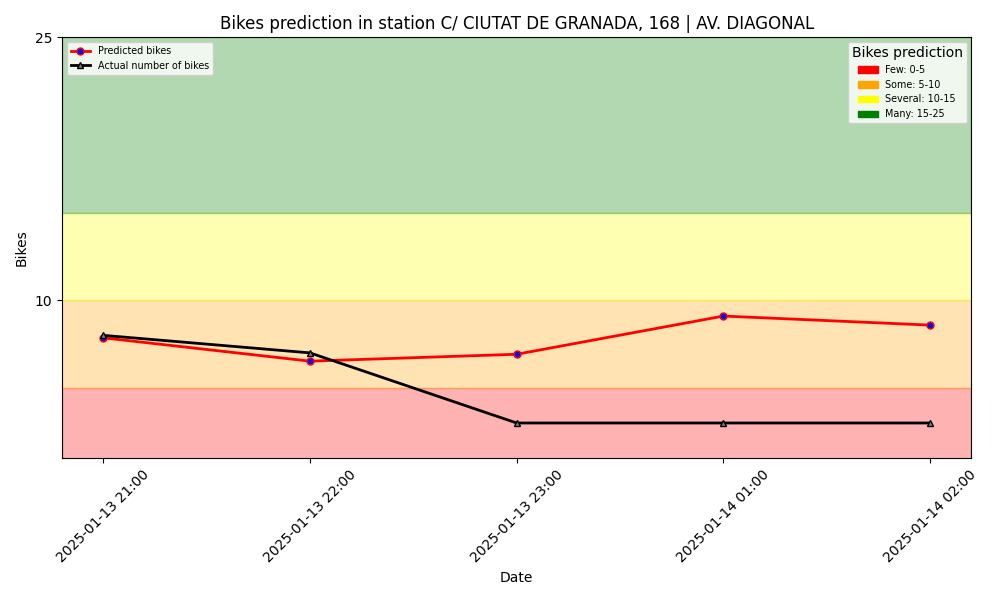 Bikes prediction in station C/ CIUTAT DE GRANADA, 168 | AV. DIAGONAL
25
Predicted bikes
Actual number of bikes
Bikes prediction
Few: 0-5
Some: 5-10
Several: 10-15
Many: 15-25
Bikes
10
2025-01-13 21:00
2025-01-13 22:00
2025-01-13 23:00
2025-01-14 01:00
2025-01-14 02:00
Date